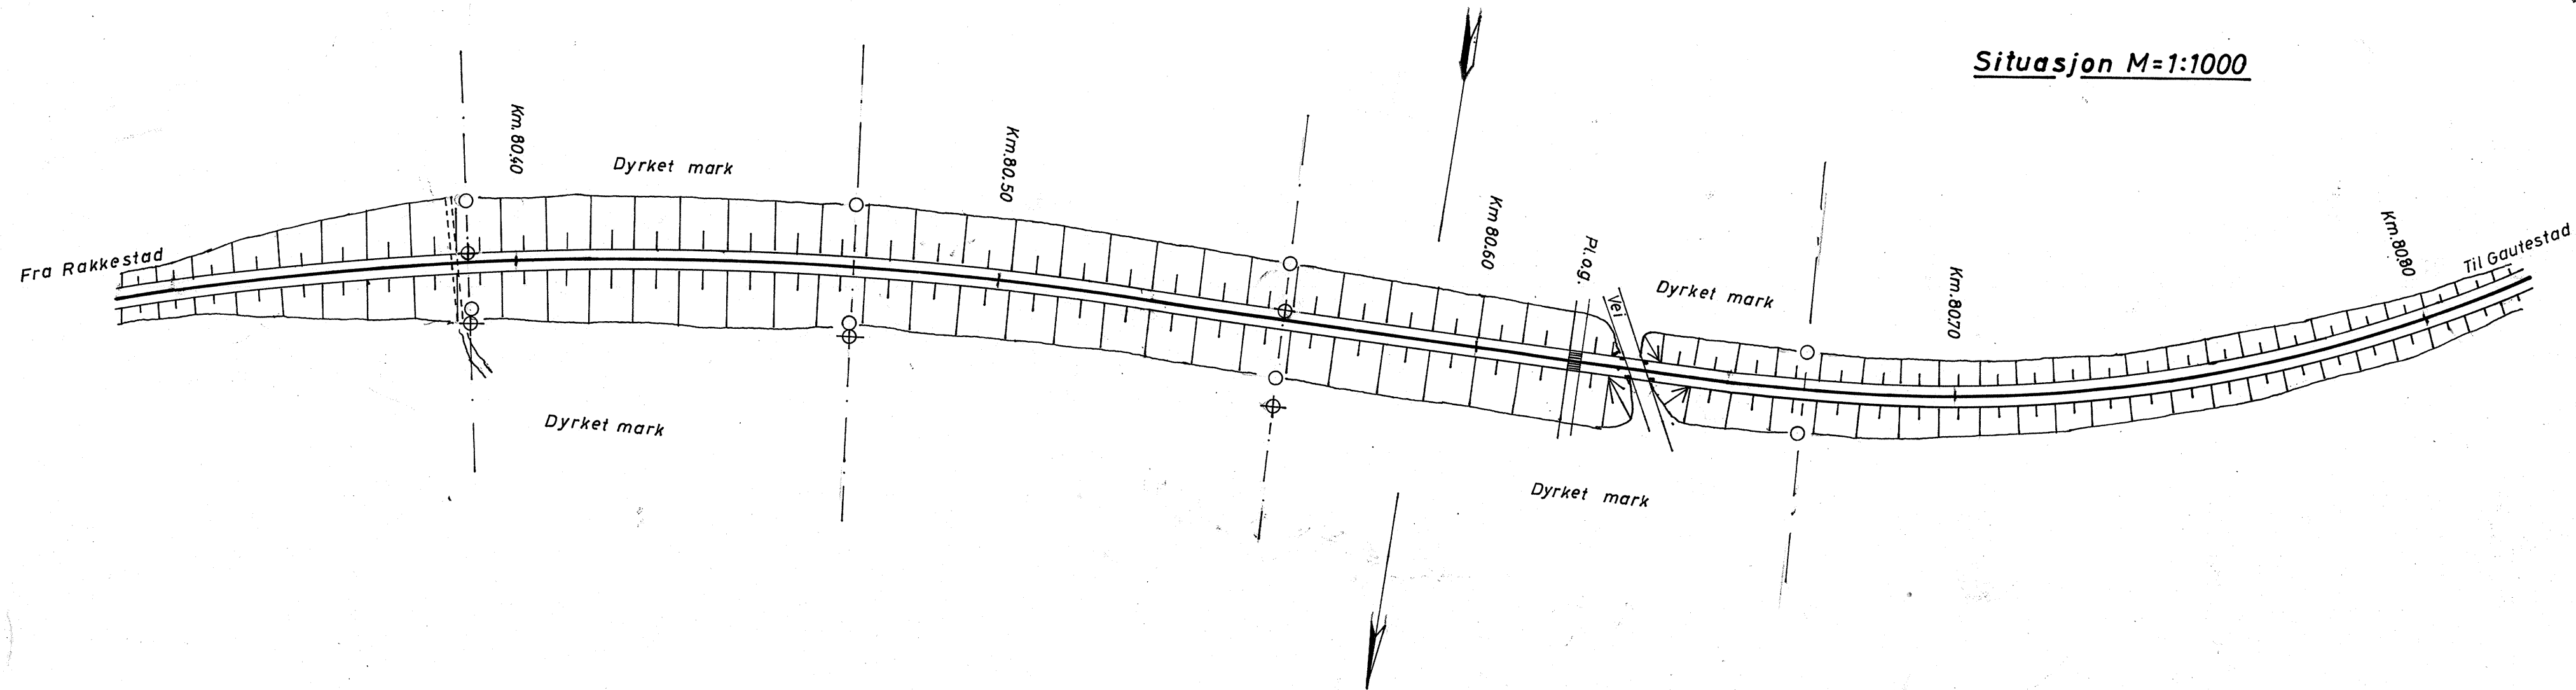 Situasjon M=1:1000
Km.80.40
Dyrket mark
Km.80.50
Km 80.60
Pl.o.g.
Vei
Dyrket mark
Km.80.70
Km.80.80
Til Gautestad
Fra Rakkestad
Dyrket mark
Dyrket mark